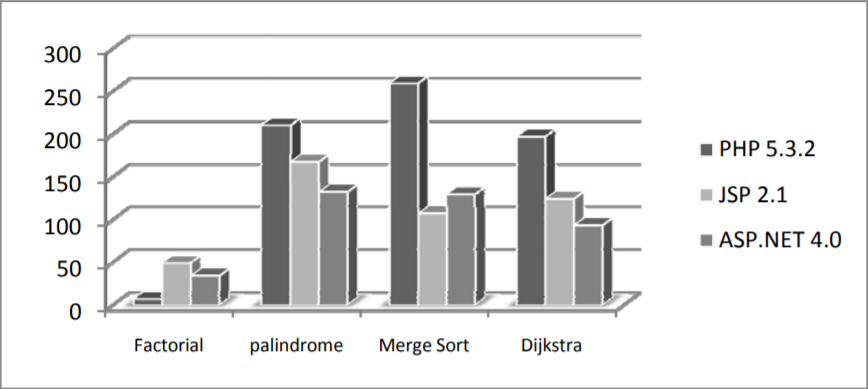 300
250
200
150
100
50
0
Factorial palindrome Merge Sort Dijkstra
PHP 5.3.2
JSP 2.1
ASP.NET 4.0